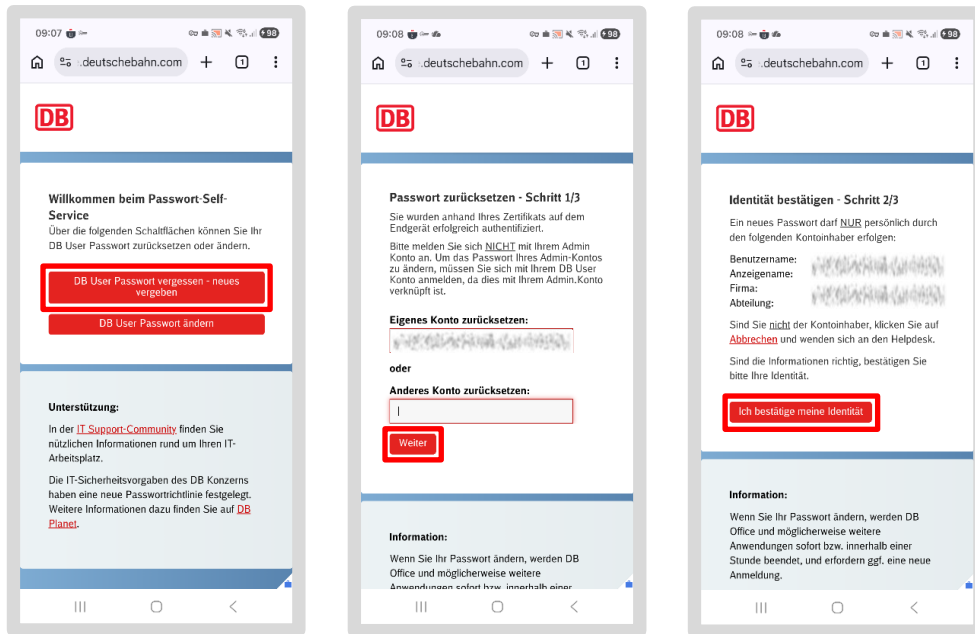 09:07
98
.deutschebahn.com
1
DB
Willkommen beim Passwort-Self-
Service
Über die folgenden Schaltflächen können Sie Ihr
DB User Passwort zurücksetzen oder ändern.
DB User Passwort vergessen - neues
vergeben
DB User Passwort ändern
Unterstützung:
In der IT Support-Community finden Sie
nützlichen Informationen rund um Ihren IT-
Arbeitsplatz.
Die IT-Sicherheitsvorgaben des DB Konzerns
haben eine neue Passwortrichtlinie festgelegt.
Weitere Informationen dazu finden Sie auf DB
Planet.
09:08
98
.deutschebahn.com
1
DB
Passwort zurücksetzen - Schritt 1/3
Sie wurden anhand Ihres Zertifikats auf dem
Endgerät erfolgreich authentifiziert.
Bitte melden Sie sich NICHT mit Ihrem Admin
Konto an. Um das Passwort Ihres Admin-Kontos
zu ändern, müssen Sie sich mit Ihrem DB User
Konto anmelden, da dies mit Ihrem Admin.Konto
verknüpft ist.
Eigenes Konto zurücksetzen:
oder
Anderes Konto zurücksetzen:
Weiter
Information:
Wenn Sie Ihr Passwort ändern, werden DB
Office und möglicherweise weitere
Anwendungen sofort bzw. innerhalb einer
09:08
98
.deutschebahn.com
1
DB
Identität bestätigen - Schritt 2/3
Ein neues Passwort darf NUR persönlich durch
den folgenden Kontoinhaber erfolgen:
Benutzername:
Anzeigename:
Firma:
Abteilung:
Sind Sie nicht der Kontoinhaber, klicken Sie auf
Abbrechen und wenden sich an den Helpdesk.
Sind die Informationen richtig, bestätigen Sie
bitte Ihre Identität.
Ich bestätige meine Identität
Information:
Wenn Sie Ihr Passwort ändern, werden DB
Office und möglicherweise weitere
Anwendungen sofort bzw. innerhalb einer
Stunde beendet, und erfordern ggf. eine neue
Anmeldung.